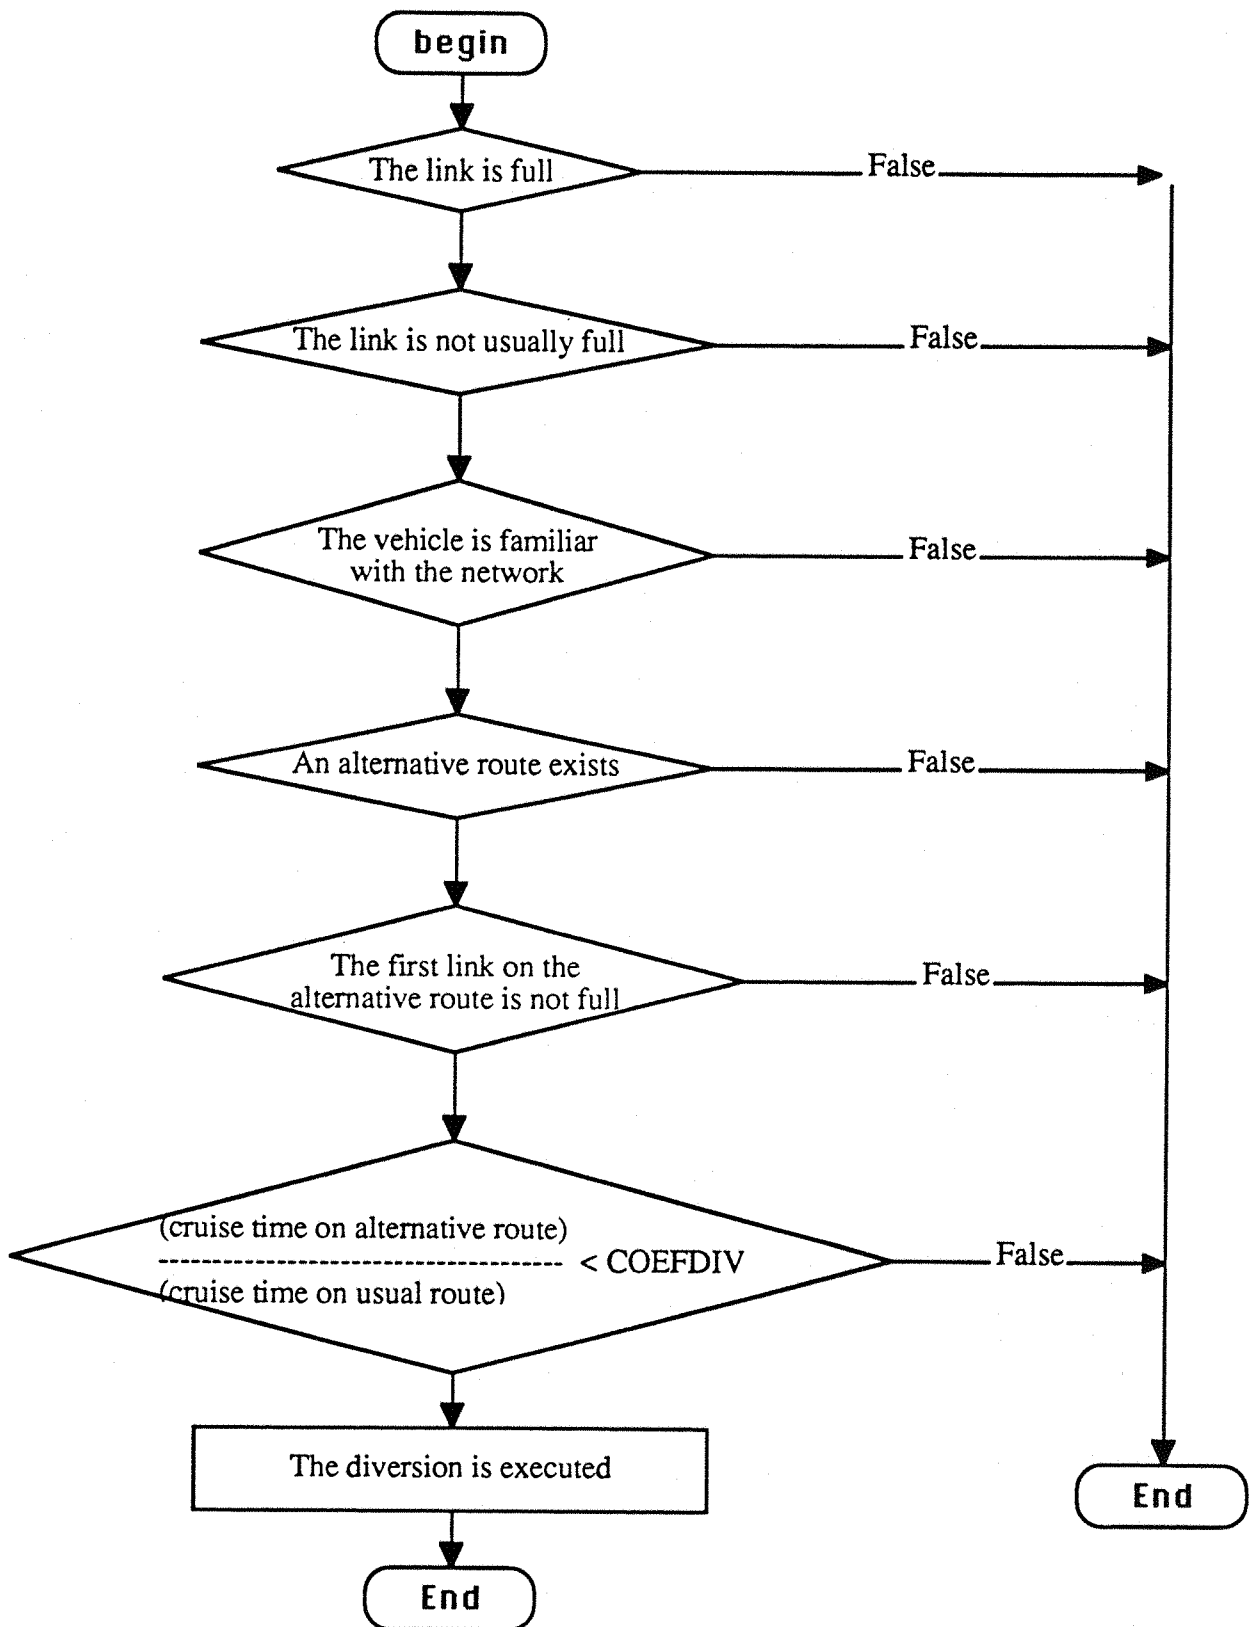 begin
The link is full
False
The link is not usually full
False
The vehicle is familiar
with the network
False
An alternative route exists
False
The first link on the
alternative route is not full
False
(cruise time on alternative route)
---------------------------------- < COEFDIV
(cruise time on usual route)
False
The diversion is executed
End
End